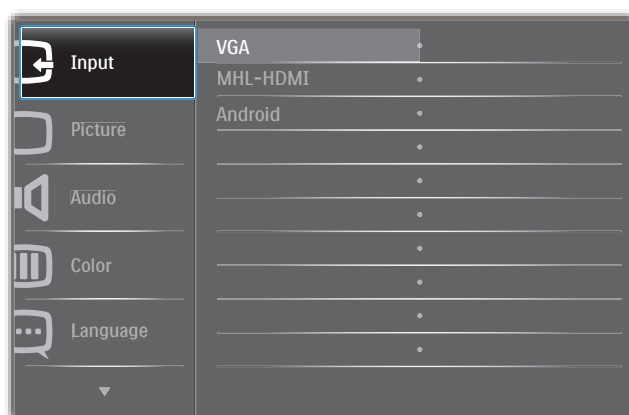 Input
Picture
Audio
Color
Language
VGA
MHL-HDMI
Android